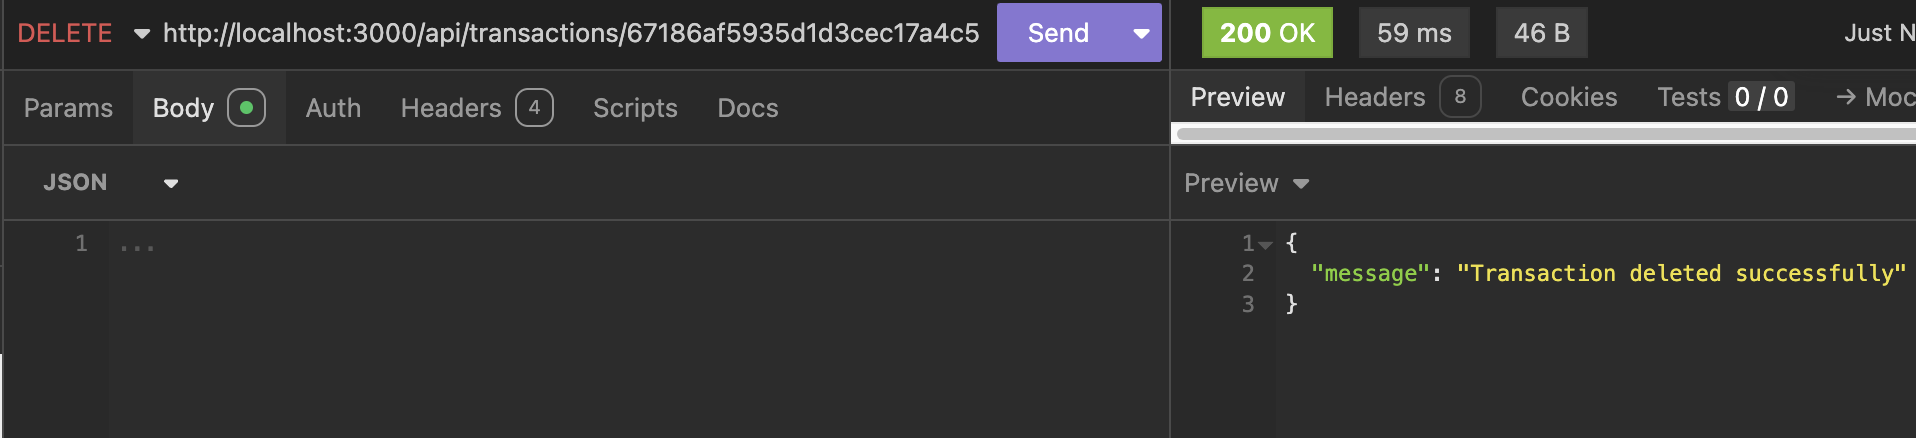 DELETE http://localhost:3000/api/transactions/67186af5935d1d3cec17a4c5 Send
200 OK 59 ms 46 B Just N
Params Body Auth Headers 4 Scripts Docs
Preview Headers 8 Cookies Tests 0 / 0 → Moc
JSON
Preview
1 ...
1 {
2 "message": "Transaction deleted successfully"
3 }